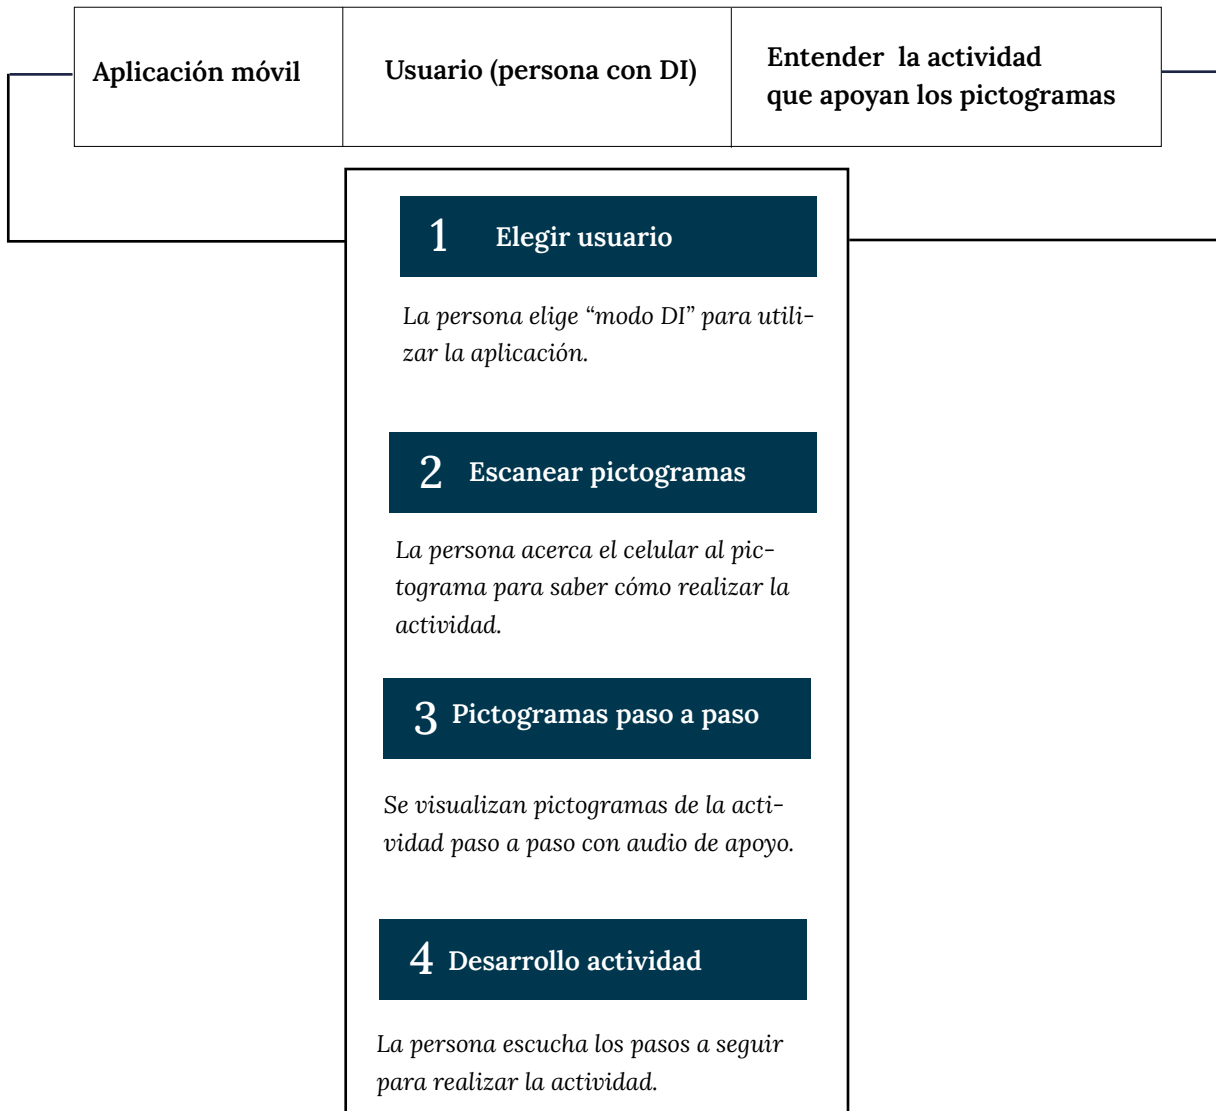 Aplicación móvil
Usuario (persona con DI)
Entender la actividad
que apoyan los pictogramas
1 Elegir usuario
La persona elige “modo DI” para utili-
zar la aplicación.
2 Escanear pictogramas
La persona acerca el celular al pic-
tograma para saber cómo realizar la
actividad.
3 Pictogramas paso a paso
Se visualizan pictogramas de la acti-
vidad paso a paso con audio de apoyo.
4 Desarrollo actividad
La persona escucha los pasos a seguir
para realizar la actividad.